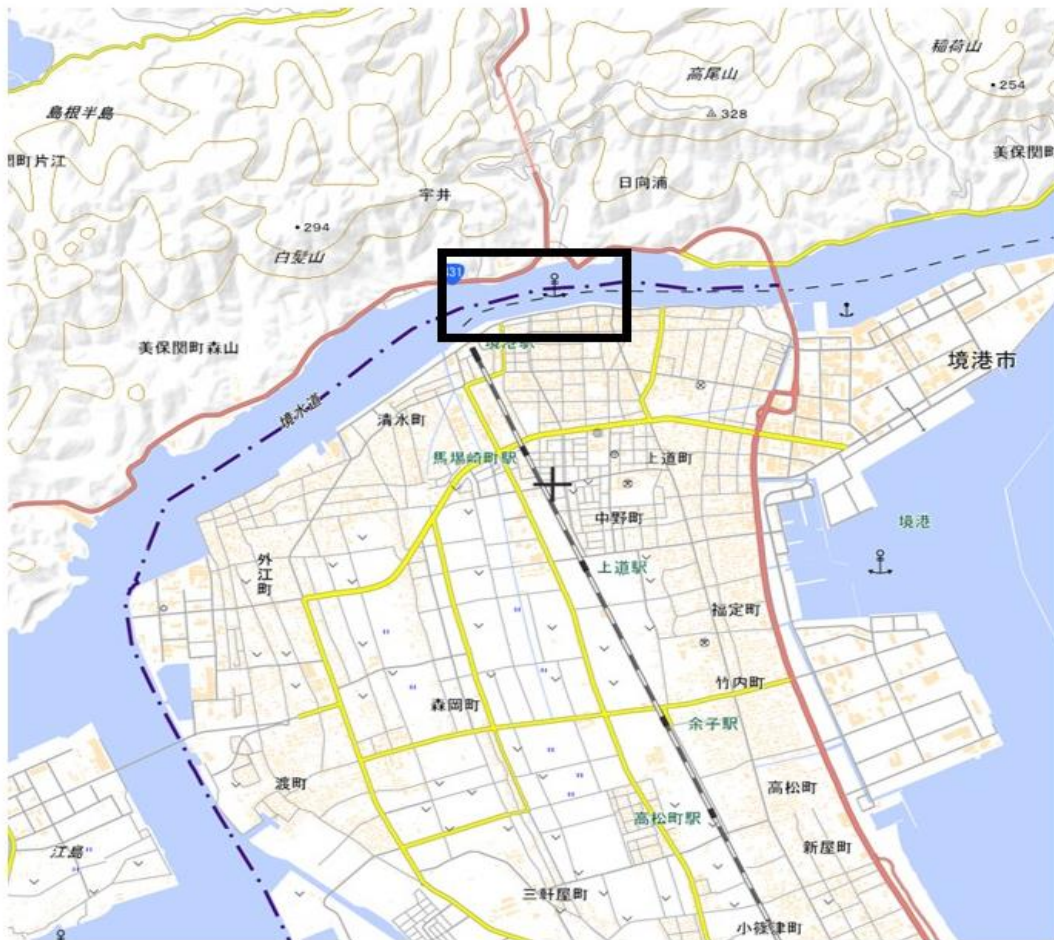 稲荷山
高尾山
254
島根半島
328
関町片江
美保関町
日向浦
宇井
294
白髪山
境港駅
美保関町森山
境港市
境水道
清水町
馬場崎町駅
上道町
中野町
境港
外江町
上道駅
福定町
竹内町
森岡町
余子駅
渡町
高松町
高松町駅
江島
新屋町
三軒屋町
小篠津町